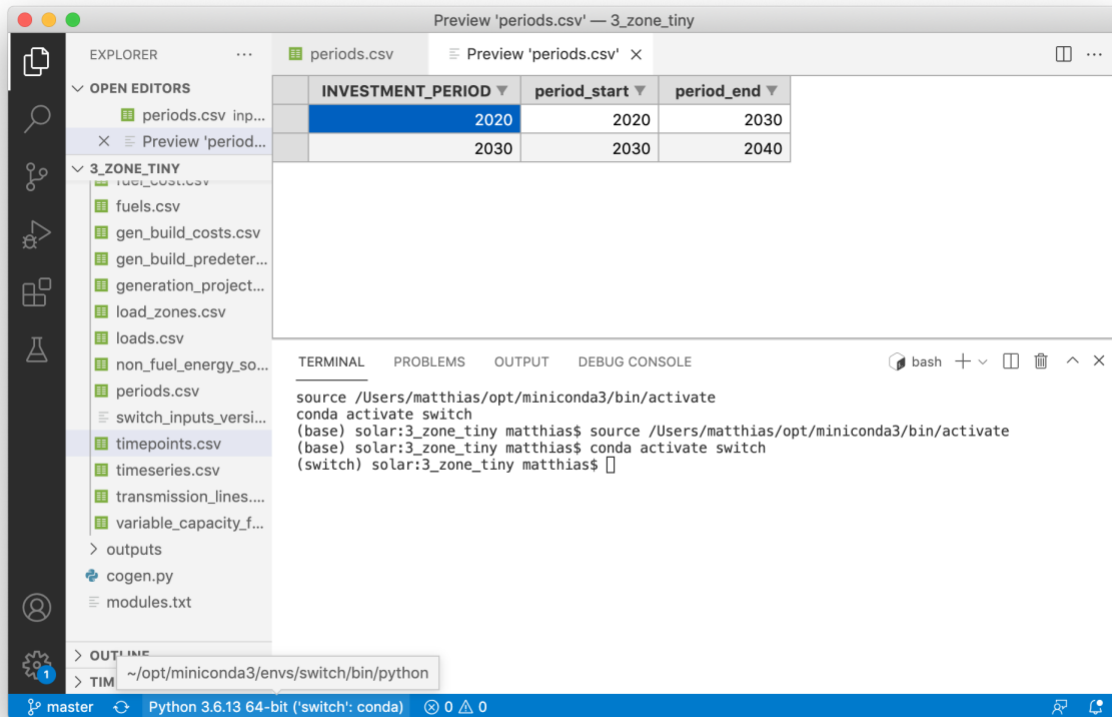 Preview 'periods.csv' — 3_zone_tiny
EXPLORER ···
periods.csv
Preview 'periods.csv' ×
OPEN EDITORS
periods.csv inp...
× Preview 'period...
3_ZONE_TINY
fuel_cost.csv
fuels.csv
gen_build_costs.csv
gen_build_predeter...
generation_project...
load_zones.csv
loads.csv
non_fuel_energy_so...
periods.csv
switch_inputs_versi...
timepoints.csv
timeseries.csv
transmission_lines....
variable_capacity_f...
outputs
cogen.py
modules.txt
OUTLINE
TIM
INVESTMENT_PERIOD period_start period_end
2020 2020 2030
2030 2030 2040
TERMINAL PROBLEMS OUTPUT DEBUG CONSOLE bash
source /Users/matthias/opt/miniconda3/bin/activate
conda activate switch
(base) solar:3_zone_tiny matthias$ source /Users/matthias/opt/miniconda3/bin/activate
(base) solar:3_zone_tiny matthias$ conda activate switch
(switch) solar:3_zone_tiny matthias$
~/opt/miniconda3/envs/switch/bin/python
1
master Python 3.6.13 64-bit ('switch': conda) 0 0